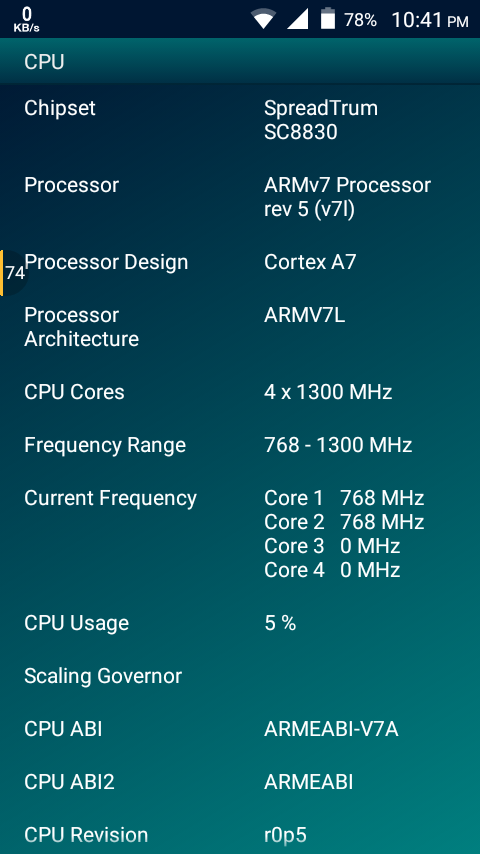 0
KB/s
78% 10:41 PM
CPU
Chipset SpreadTrum
SC8830
Processor ARMv7 Processor
rev 5 (v7l)
74
Processor Design Cortex A7
Processor ARMV7L
Architecture
CPU Cores 4 x 1300 MHz
Frequency Range 768 - 1300 MHz
Current Frequency Core 1 768 MHz
Core 2 768 MHz
Core 3 0 MHz
Core 4 0 MHz
CPU Usage 5 %
Scaling Governor
CPU ABI ARMEABI-V7A
CPU ABI2 ARMEABI
CPU Revision r0p5